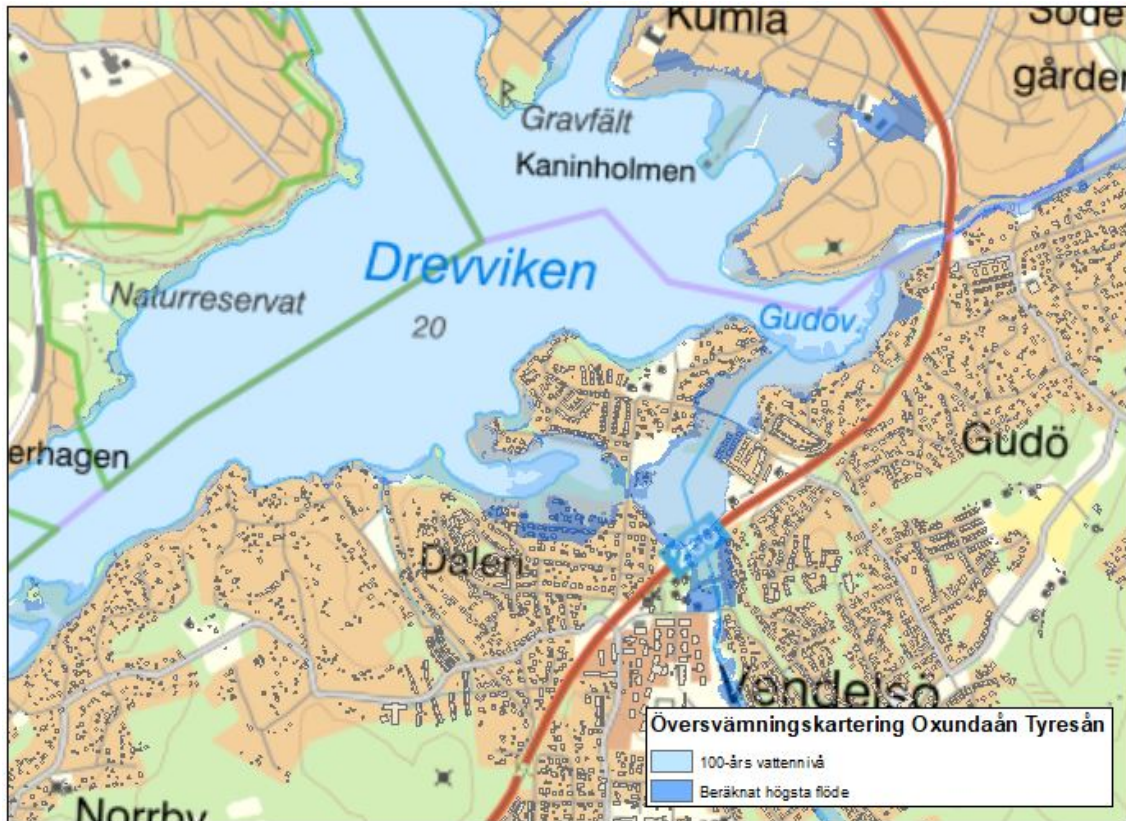 Kumla
Söde
gården
Gravfält
Kaninholmen
Drevviken
Naturreservat
20
Gudöv.
erhagen
Gudö
Dalen
Vendelsö
Norrby
Översvämningskartering Oxundaån Tyresån
100-års vattennivå
Beräknat högsta flöde